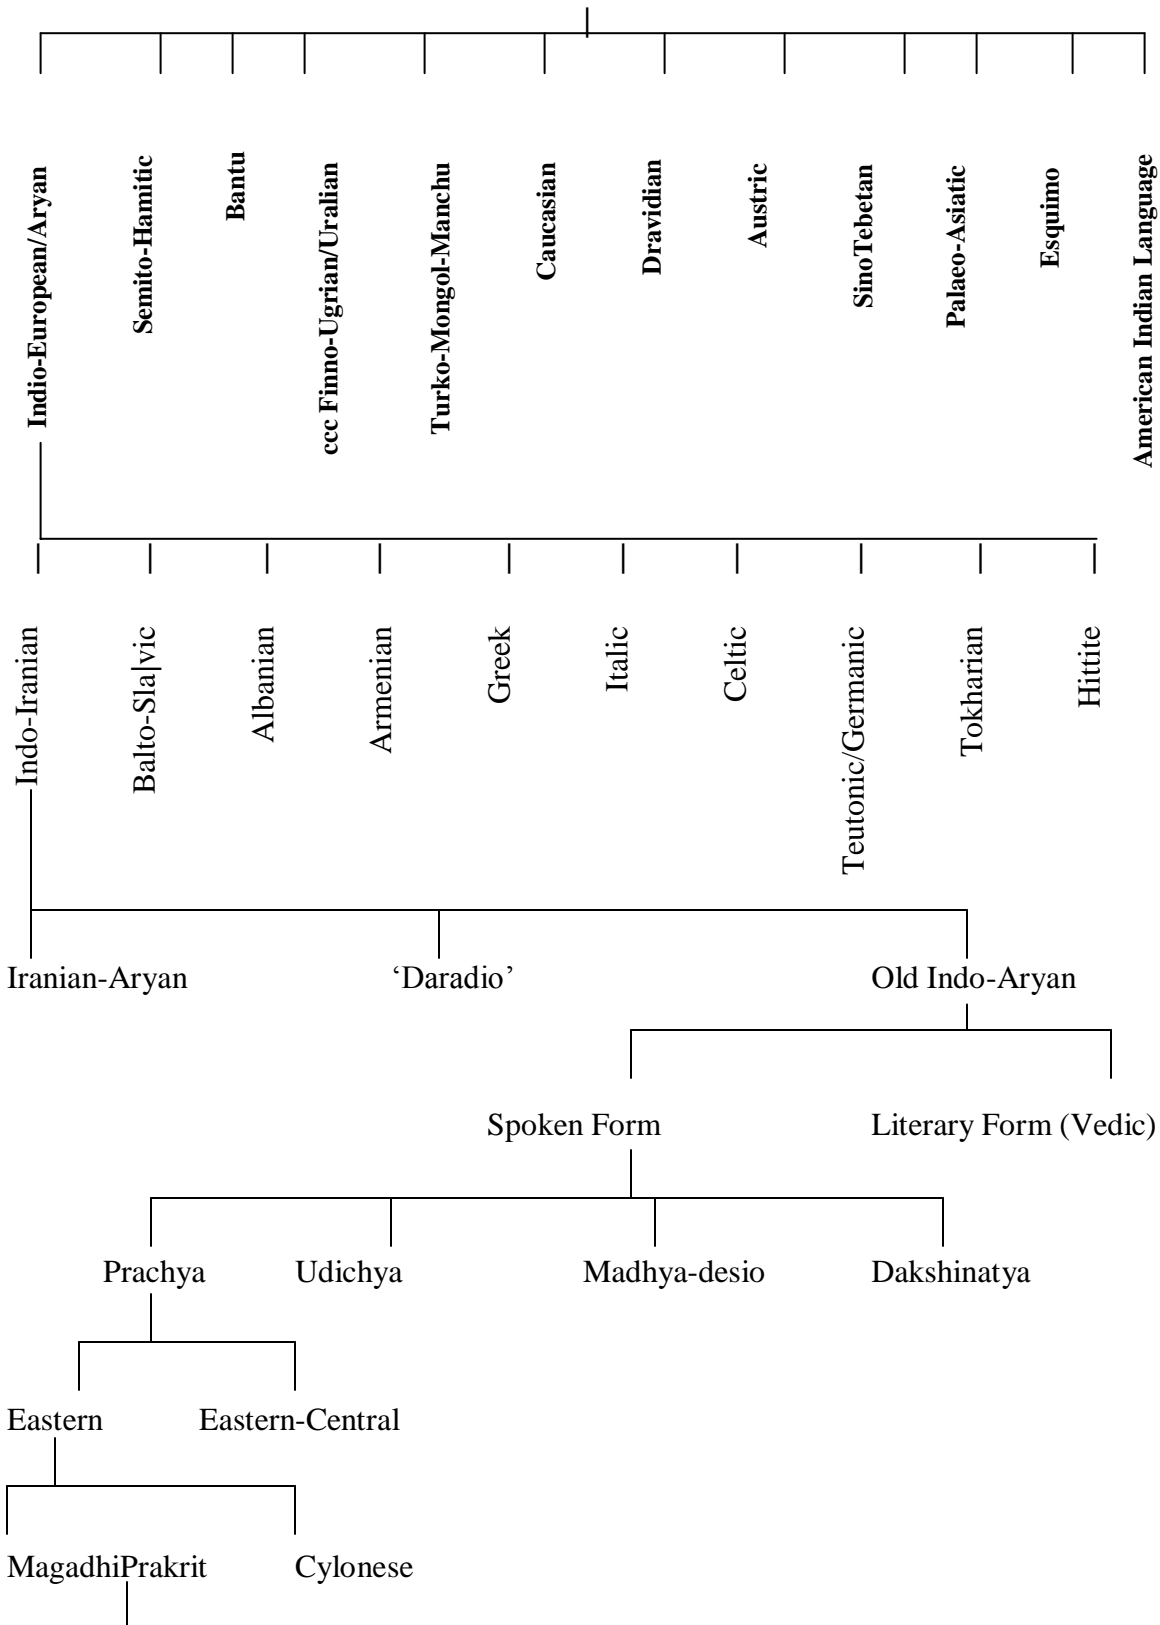 Indio-European/Aryan
Semito-Hamitic
Bantu
ccc Finno-Ugrian/Uralian
Turko-Mongol-Manchu
Caucasian
Dravidian
Austric
SinoTebetan
Palaeo-Asiatic
Esquimo
American Indian Language
Indo-Iranian
Balto-Sla|vic
Albanian
Armenian
Greek
Italic
Celtic
Teutonic/Germanic
Tokharian
Hittite
Iranian-Aryan ‘Daradio’ Old Indo-Aryan
Spoken Form Literary Form (Vedic)
Prachya Udichya Madhya-desio Dakshinatya
Eastern Eastern-Central
MagadhiPrakrit Cylonese